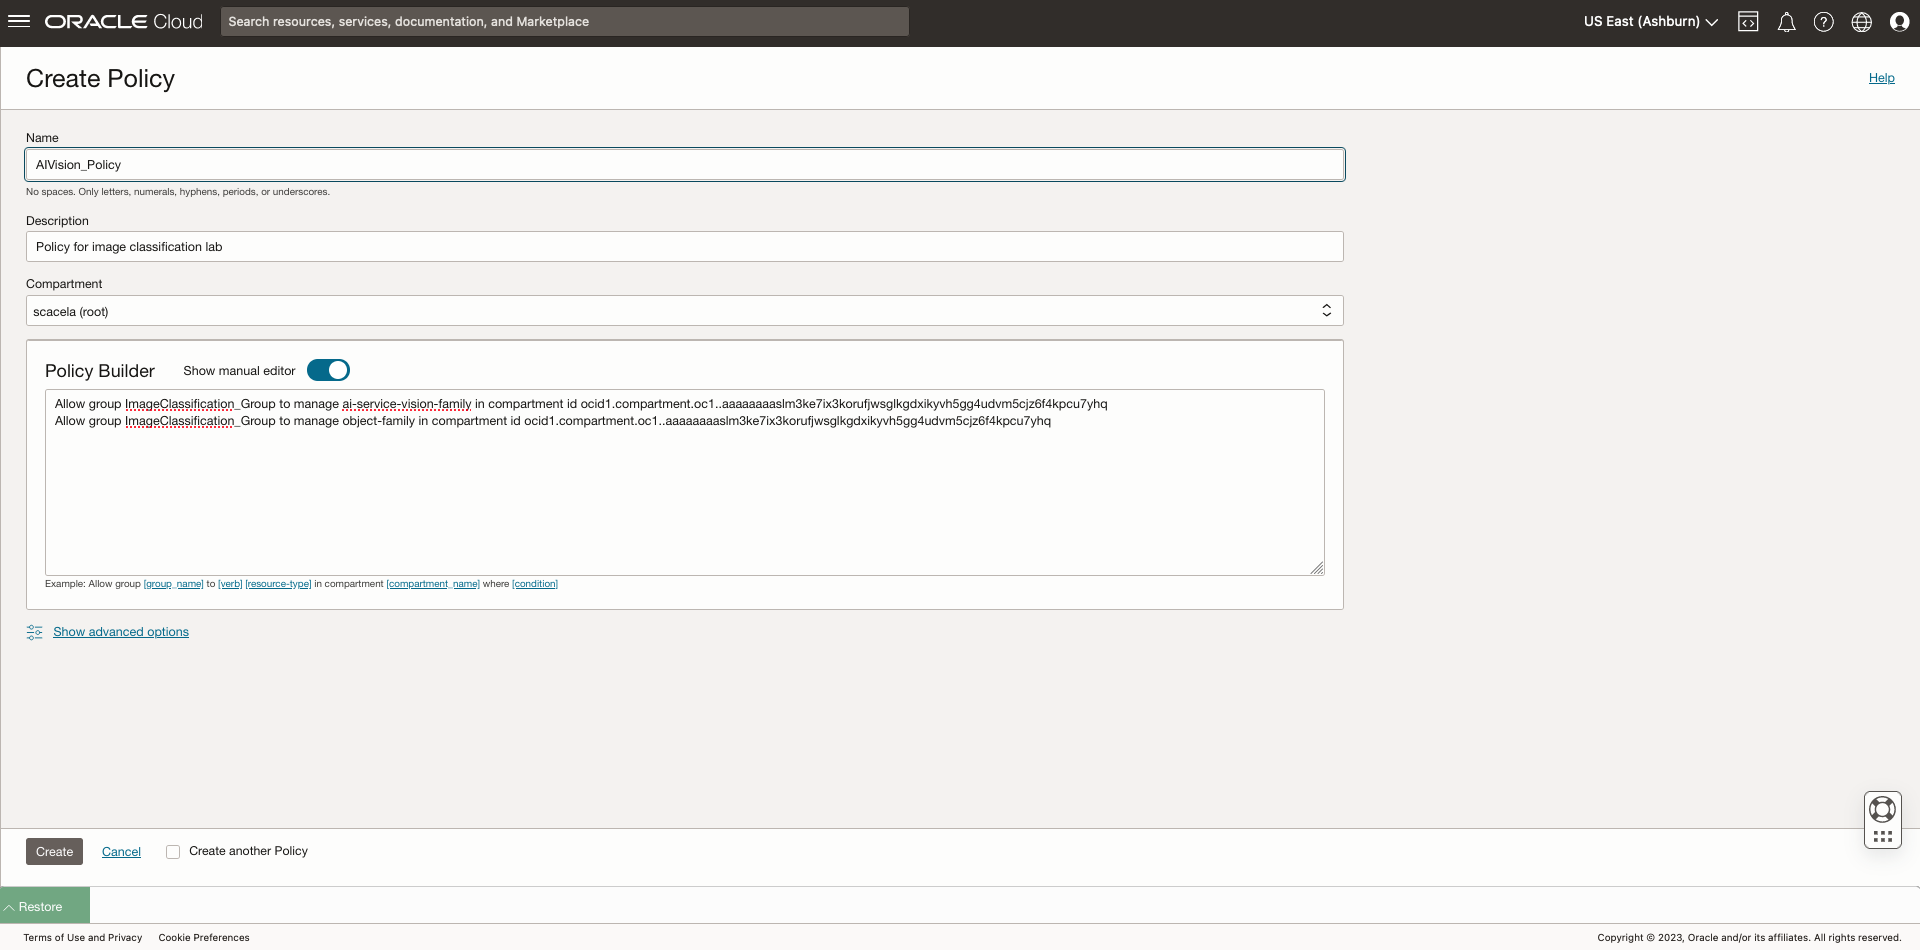 ORACLE Cloud
Search resources, services, documentation, and Marketplace
US East (Ashburn)
Create Policy
Help
Name
AIVision_Policy
No spaces. Only letters, numerals, hyphens, periods, or underscores.
Description
Policy for image classification lab
Compartment
scacela (root)
Policy Builder
Show manual editor
Allow group ImageClassification_Group to manage ai-service-vision-family in compartment id ocid1.compartment.oc1..aaaaaaaaslm3ke7ix3korufjwsglkgdxikyvh5gg4udvm5cjz6f4kpcu7yhq
Allow group ImageClassification_Group to manage object-family in compartment id ocid1.compartment.oc1..aaaaaaaaslm3ke7ix3korufjwsglkgdxikyvh5gg4udvm5cjz6f4kpcu7yhq
Example: Allow group [group_name] to [verb] [resource-type] in compartment [compartment_name] where [condition]
Show advanced options
Create
Cancel
Create another Policy
Restore
Terms of Use and Privacy
Cookie Preferences
Copyright © 2023, Oracle and/or its affiliates. All rights reserved.